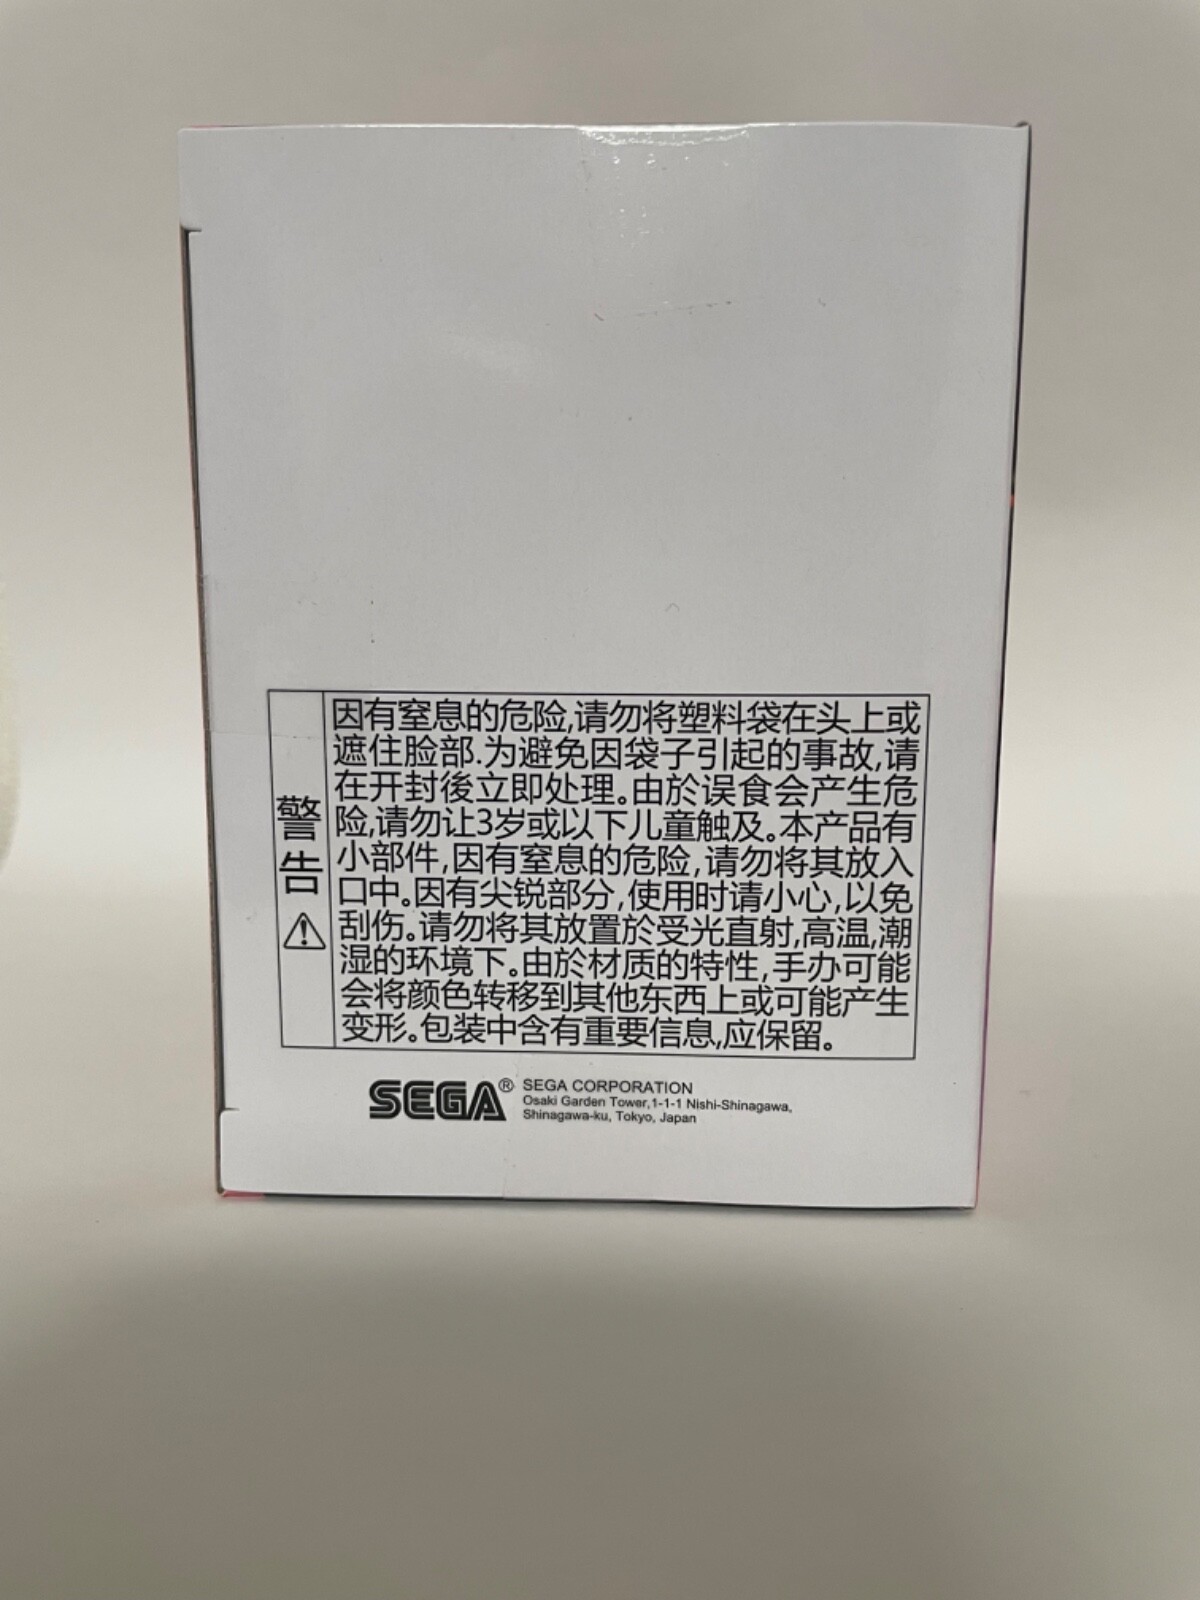 警告
因有窒息的危险,请勿将塑料袋在头上或
遮住脸部.为避免因袋子引起的事故,请
在开封後立即处理。由於误食会产生危
险,请勿让3岁或以下儿童触及。本产品有
小部件,因有窒息的危险,请勿将其放入
口中。因有尖锐部分,使用时请小心,以免
刮伤。请勿将其放置於受光直射,高温,潮
湿的环境下。由於材质的特性,手办可能
会将颜色转移到其他东西上或可能产生
变形。包装中含有重要信息,应保留。
SEGA® SEGA CORPORATION
Osaki Garden Tower,1-1-1 Nishi-Shinagawa,
Shinagawa-ku, Tokyo, Japan